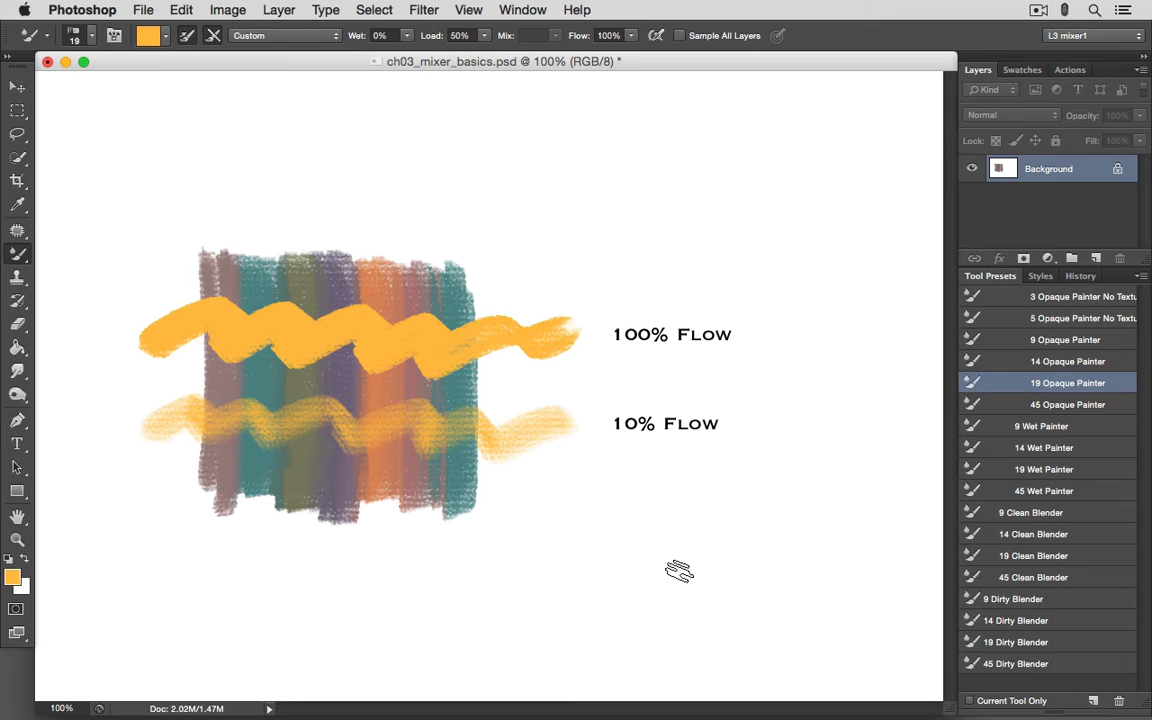 Photoshop File Edit Image Layer Type Select Filter View Window Help
19 Custom Wet: 0% Load: 50% Mix: Flow: 100% Sample All Layers L3 mixer1
ch03_mixer_basics.psd @ 100% (RGB/8) *
Layers Swatches Actions
Kind
Normal Opacity: 100%
Lock: Fill: 100%
Background
Tool Presets Styles History
3 Opaque Painter No Textu
5 Opaque Painter No Textu
9 Opaque Painter
14 Opaque Painter
19 Opaque Painter
45 Opaque Painter
9 Wet Painter
14 Wet Painter
19 Wet Painter
45 Wet Painter
9 Clean Blender
14 Clean Blender
19 Clean Blender
45 Clean Blender
9 Dirty Blender
14 Dirty Blender
19 Dirty Blender
45 Dirty Blender
Current Tool Only
100% Flow
10% Flow
100% Doc: 2.02M/1.47M